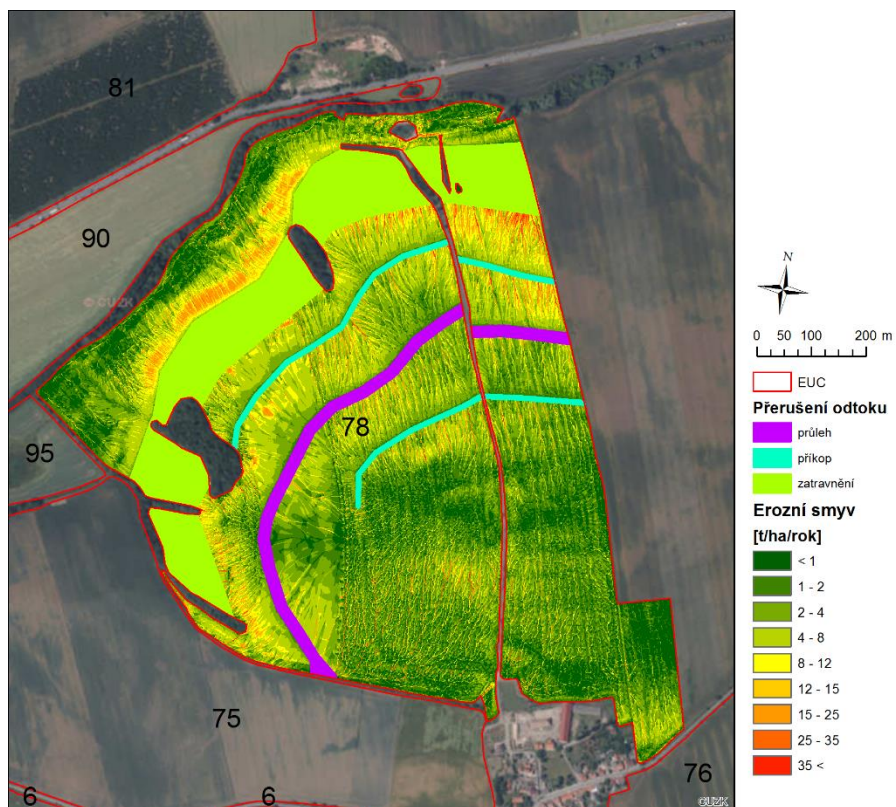 81
90
© ČÚZK
78
95
75
6
6
76
ČÚZK
N
0 50 100 200 m
EUC
Přerušení odtoku
průleh
příkop
zatravnění
Erozní smyv
[t/ha/rok]
< 1
1 - 2
2 - 4
4 - 8
8 - 12
12 - 15
15 - 25
25 - 35
35 <